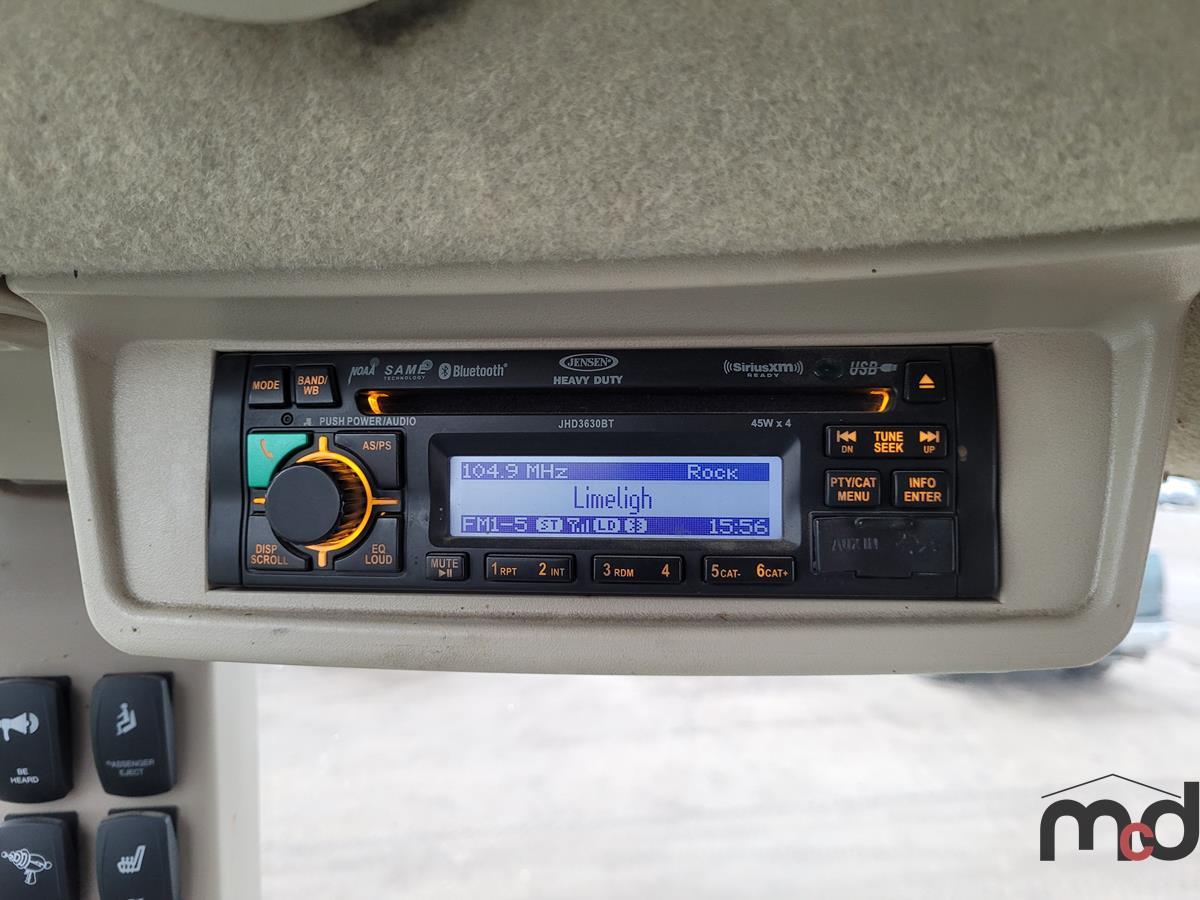 MODE
BAND/
WB
NOAA
SAME
TECHNOLOGY
Bluetooth®
JENSEN®
HEAVY DUTY
((SiriusXM))
READY
USB
PUSH POWER/AUDIO
JHD3630BT
45W x 4
AS/PS
DISP
SCROLL
EQ
LOUD
104.9 MHz Rock
Limeligh
FM1-5 ST LD 15:56
DN
TUNE
SEEK
UP
PTY/CAT
MENU
INFO
ENTER
AUX IN
MUTE
1 RPT 2 INT
3 RDM 4
5 CAT- 6 CAT+
BE
HEARD
PASSENGER
EJECT
mcd